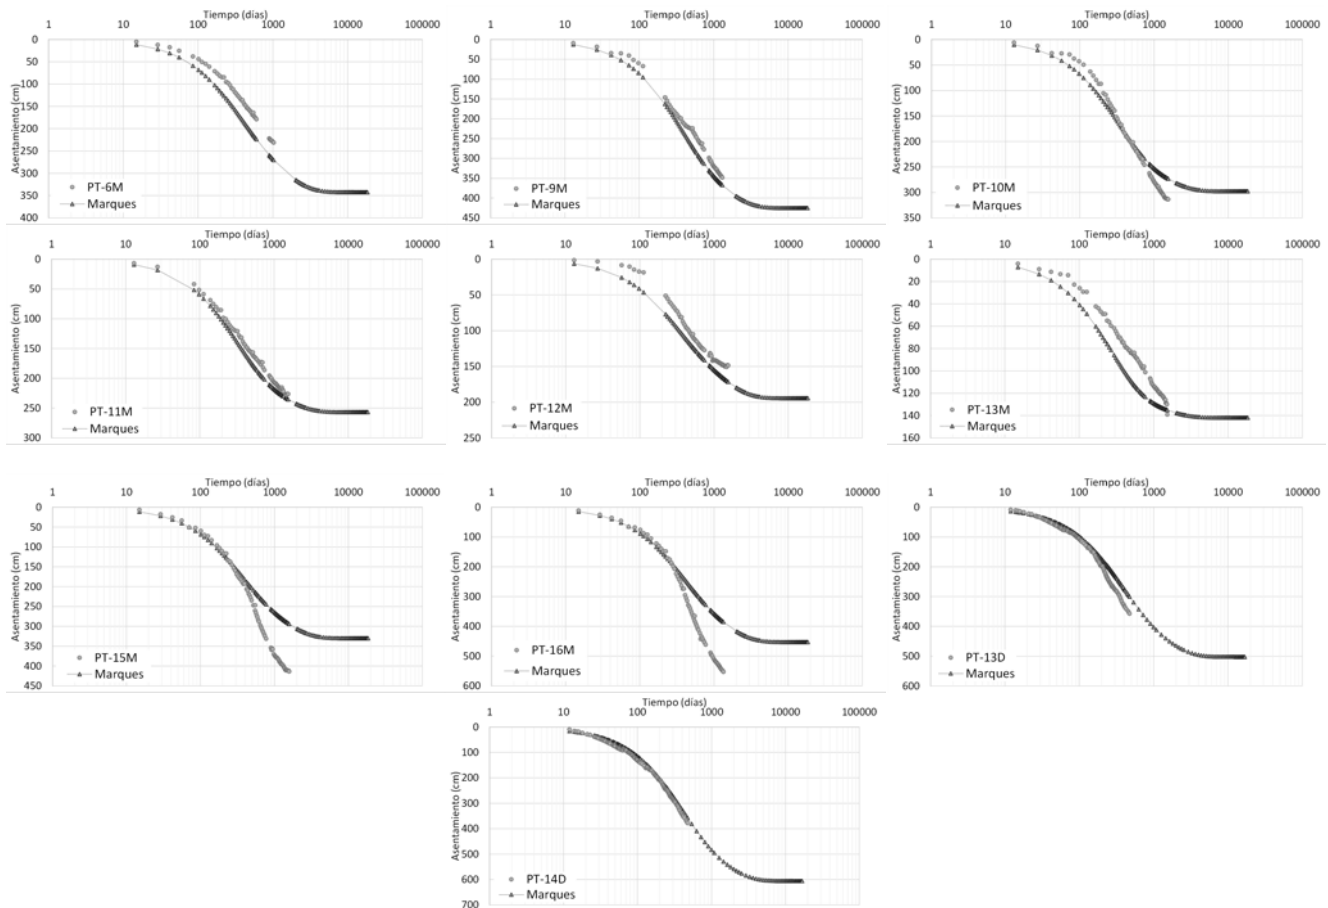 Tiempo (días)
1 10 100 1000 10000 100000
Asentamiento (cm)
0
50
100
150
200
250
300
350
400
PT-6M
Marques
Tiempo (días)
1 10 100 1000 10000 100000
Asentamiento (cm)
0
50
100
150
200
250
300
350
400
450
PT-9M
Marques
Tiempo (días)
1 10 100 1000 10000 100000
Asentamiento (cm)
0
50
100
150
200
250
300
350
PT-10M
Marques
Tiempo (días)
1 10 100 1000 10000 100000
Asentamiento (cm)
0
50
100
150
200
250
300
PT-11M
Marques
Tiempo (días)
1 10 100 1000 10000 100000
Asentamiento (cm)
0
50
100
150
200
250
PT-12M
Marques
Tiempo (días)
1 10 100 1000 10000 100000
Asentamiento (cm)
0
20
40
60
80
100
120
140
160
PT-13M
Marques
Tiempo (días)
1 10 100 1000 10000 100000
Asentamiento (cm)
0
50
100
150
200
250
300
350
400
450
PT-15M
Marques
Tiempo (días)
1 10 100 1000 10000 100000
Asentamiento (cm)
0
100
200
300
400
500
600
PT-16M
Marques
Tiempo (días)
1 10 100 1000 10000 100000
Asentamiento (cm)
0
100
200
300
400
500
600
PT-13D
Marques
Tiempo (días)
1 10 100 1000 10000 100000
Asentamiento (cm)
0
100
200
300
400
500
600
700
PT-14D
Marques